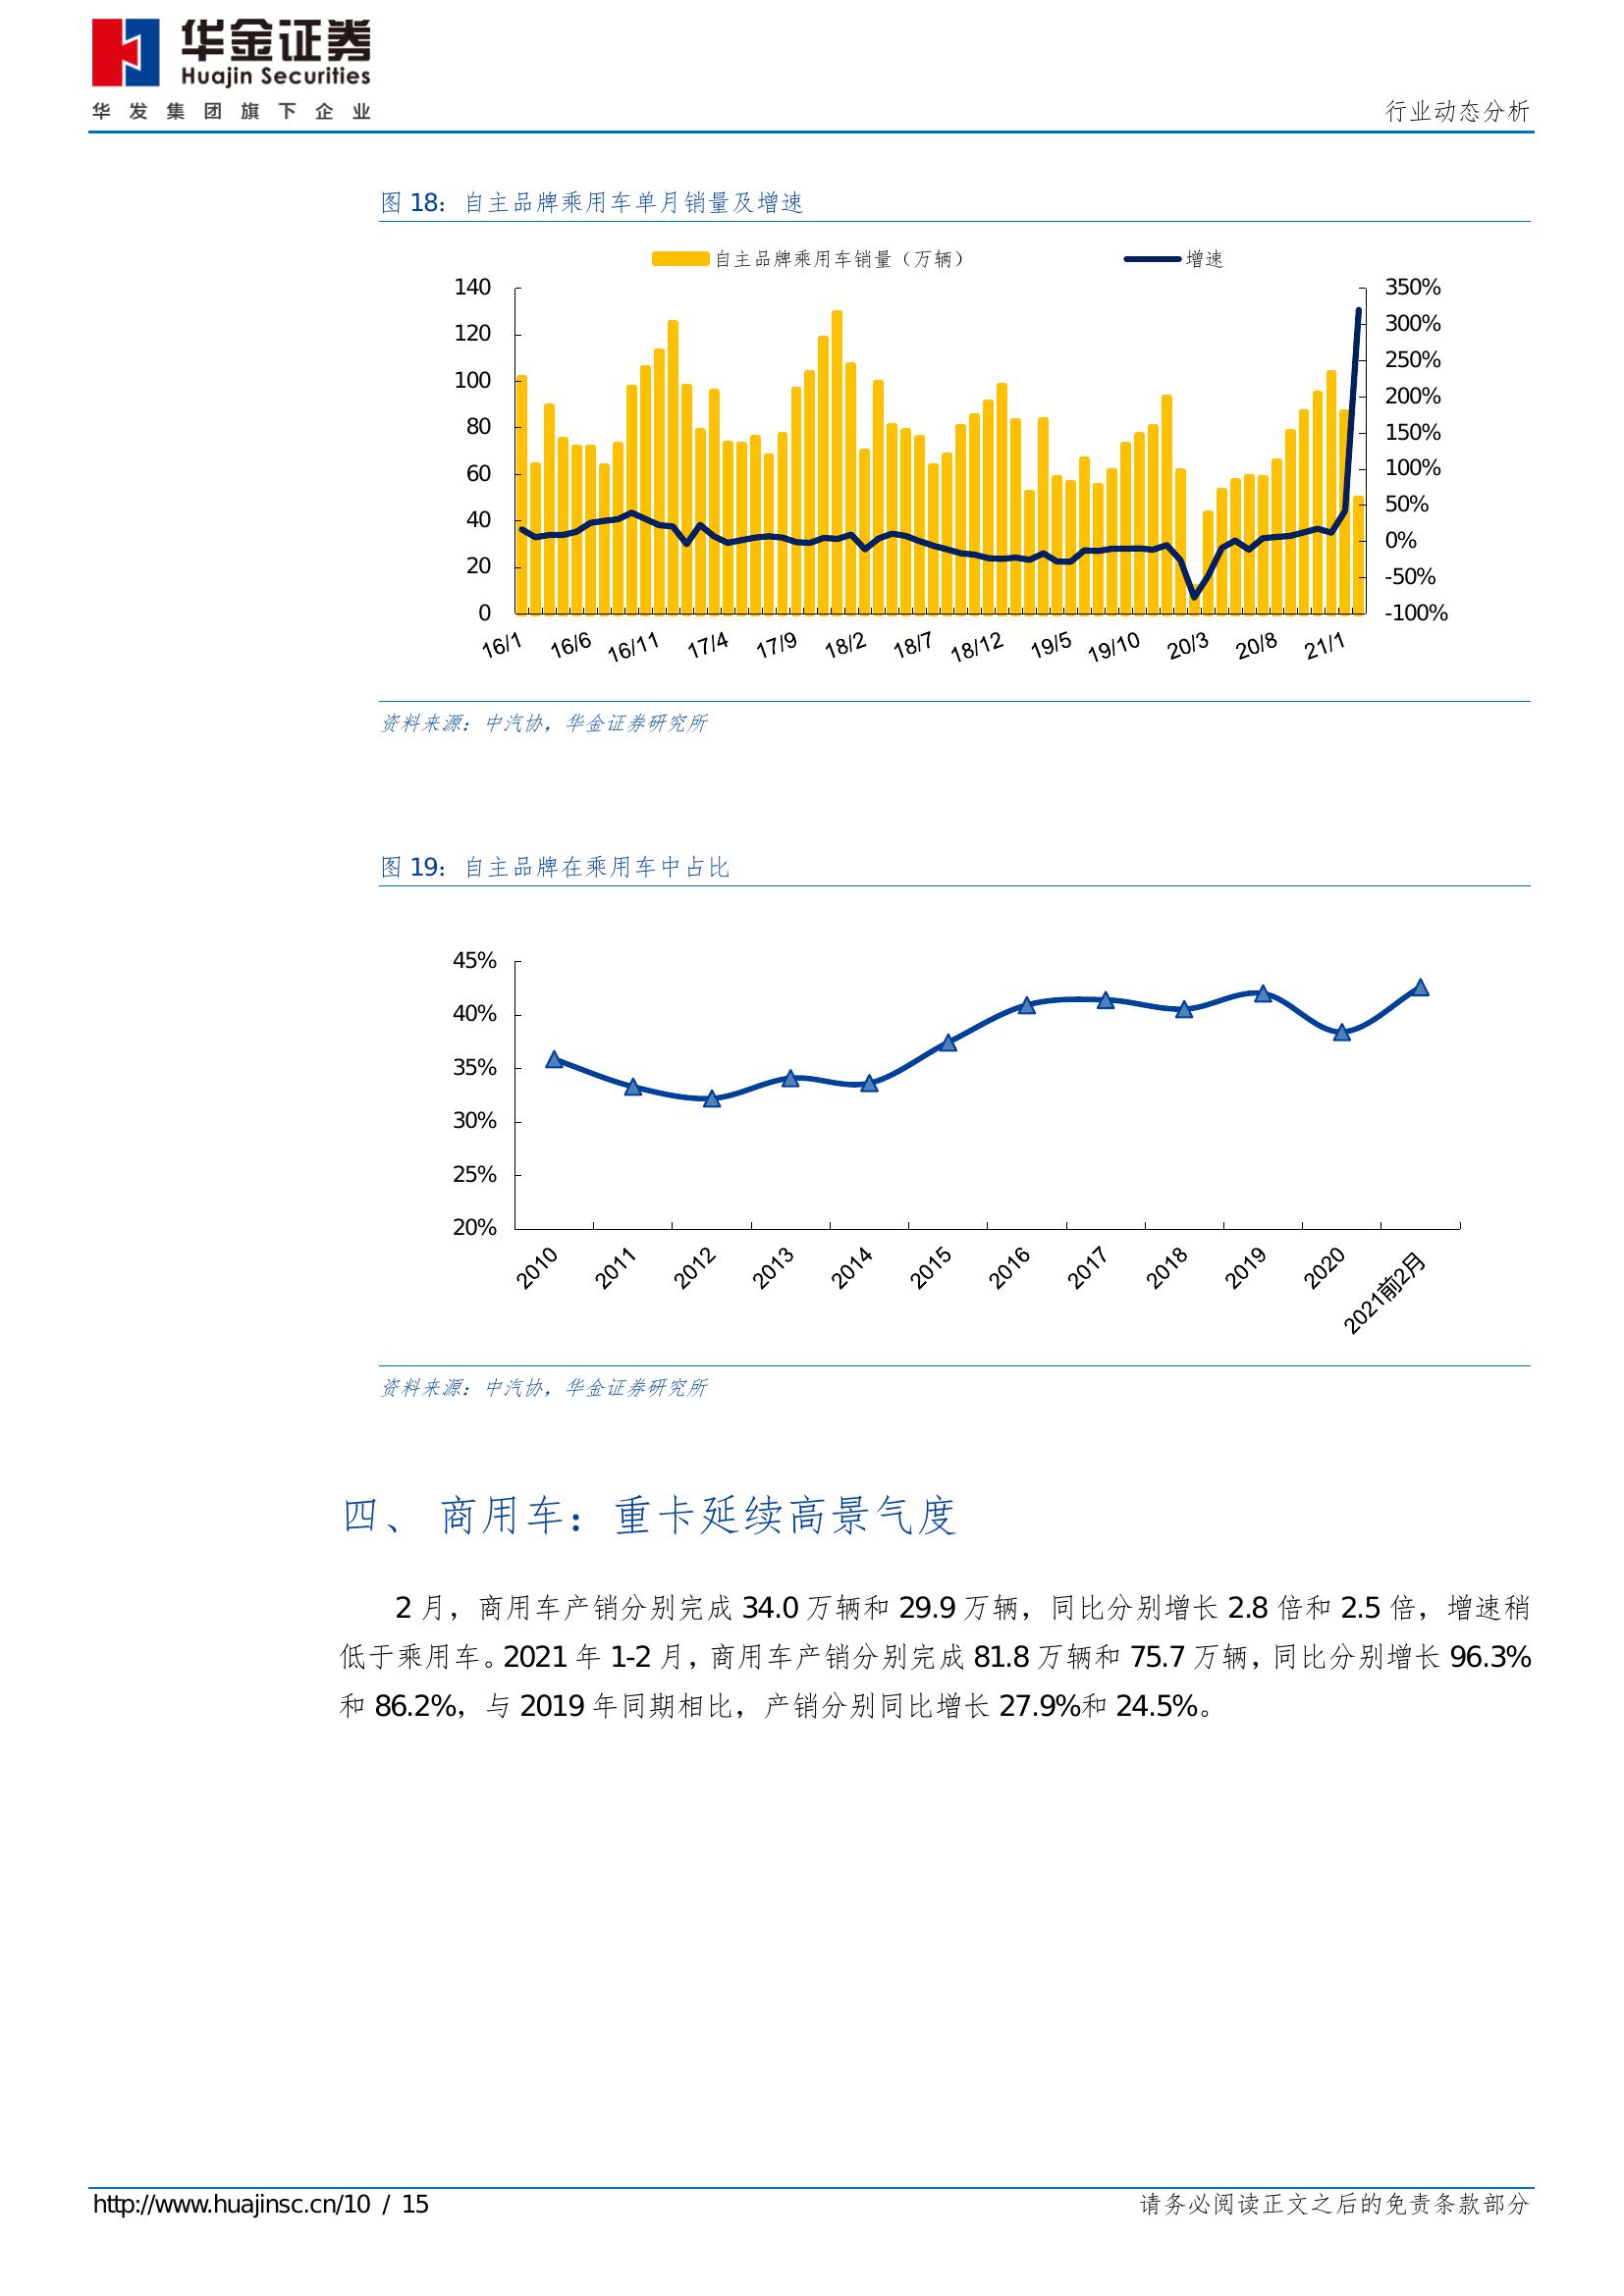 华金证券
Huajin Securities
华发集团旗下企业
行业动态分析
图 18：自主品牌乘用车单月销量及增速
自主品牌乘用车销量（万辆） 增速
140 350%
120 300%
100 250%
80 200%
60 150%
40 100%
20 50%
0 0%
-50%
-100%
16/1 16/6 16/11 17/4 17/9 18/2 18/7 18/12 19/5 19/10 20/3 20/8 21/1
资料来源：中汽协，华金证券研究所
图 19：自主品牌在乘用车中占比
45%
40%
35%
30%
25%
20%
2010 2011 2012 2013 2014 2015 2016 2017 2018 2019 2020 2021前2月
资料来源：中汽协，华金证券研究所
四、 商用车：重卡延续高景气度
2 月，商用车产销分别完成 34.0 万辆和 29.9 万辆，同比分别增长 2.8 倍和 2.5 倍，增速稍
低于乘用车。2021 年 1-2 月，商用车产销分别完成 81.8 万辆和 75.7 万辆，同比分别增长 96.3%
和 86.2%，与 2019 年同期相比，产销分别同比增长 27.9%和 24.5%。
http://www.huajinsc.cn/10 / 15
请务必阅读正文之后的免责条款部分